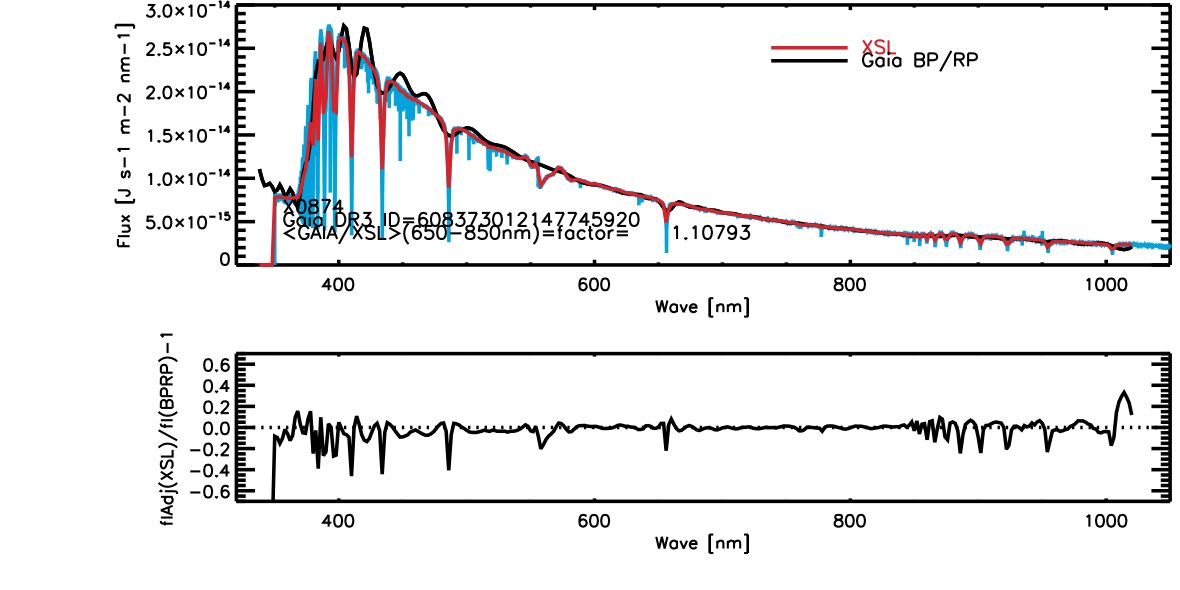 3.0×10⁻¹⁴
2.5×10⁻¹⁴
2.0×10⁻¹⁴
1.5×10⁻¹⁴
1.0×10⁻¹⁴
5.0×10⁻¹⁵
0
Flux [J s−1 m−2 nm−1]
XSL
Gaia BP/RP
X0874
Gaia DR3 ID=6083730121477745920
<GAIA/XSL>(650−850nm)=factor= 1.10793
400 600 800 1000
Wave [nm]
0.6
0.4
0.2
0.0
−0.2
−0.4
−0.6
flAdj(XSL)/fl(BPRP)−1
400 600 800 1000
Wave [nm]